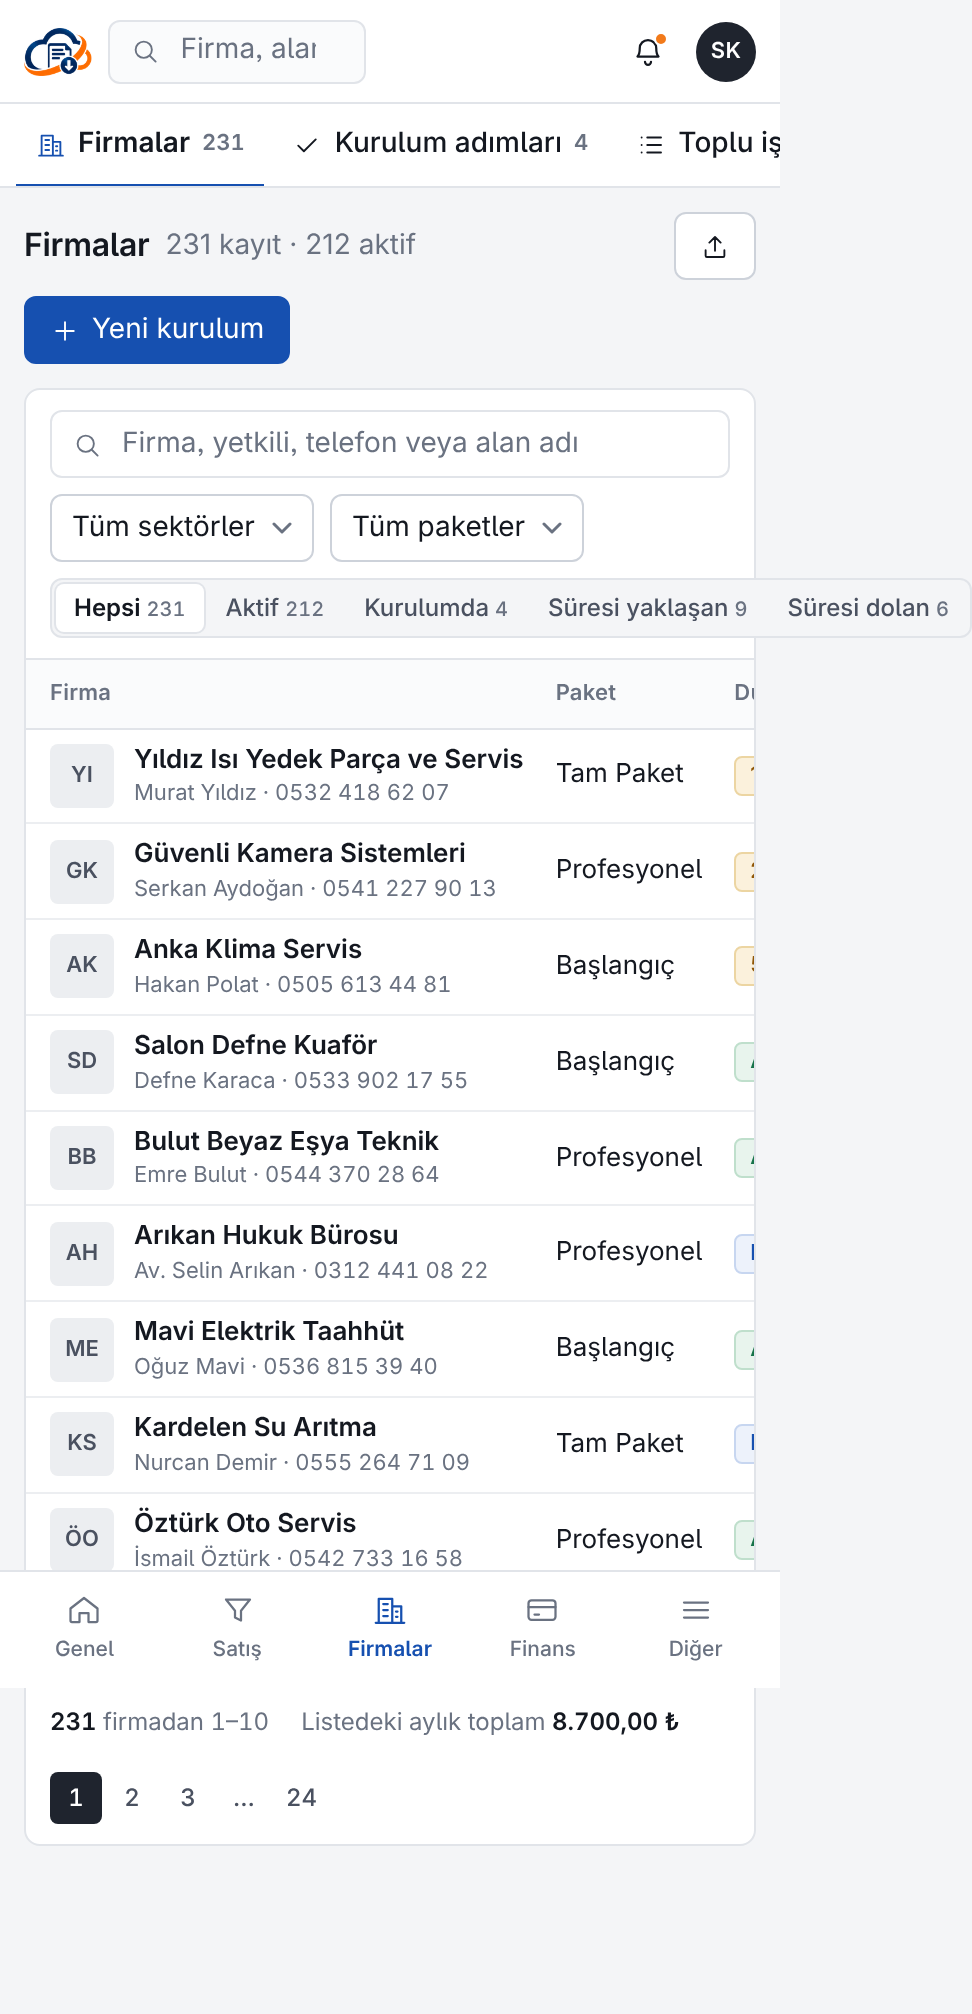 Firma, alan
SK
Firmalar 231
Kurulum adımları 4
Toplu iş
Firmalar 231 kayıt · 212 aktif
+ Yeni kurulum
Firma, yetkili, telefon veya alan adı
Tüm sektörler
Tüm paketler
Hepsi 231
Aktif 212
Kurulumda 4
Süresi yaklaşan 9
Süresi dolan 6
Firma
Paket
YI
Yıldız Isı Yedek Parça ve Servis
Murat Yıldız · 0532 418 62 07
Tam Paket
GK
Güvenli Kamera Sistemleri
Serkan Aydoğan · 0541 227 90 13
Profesyonel
AK
Anka Klima Servis
Hakan Polat · 0505 613 44 81
Başlangıç
SD
Salon Defne Kuaför
Defne Karaca · 0533 902 17 55
Başlangıç
BB
Bulut Beyaz Eşya Teknik
Emre Bulut · 0544 370 28 64
Profesyonel
AH
Arıkan Hukuk Bürosu
Av. Selin Arıkan · 0312 441 08 22
Profesyonel
ME
Mavi Elektrik Taahhüt
Oğuz Mavi · 0536 815 39 40
Başlangıç
KS
Kardelen Su Arıtma
Nurcan Demir · 0555 264 71 09
Tam Paket
ÖO
Öztürk Oto Servis
İsmail Öztürk · 0542 733 16 58
Profesyonel
Genel
Satış
Firmalar
Finans
Diğer
231 firmadan 1–10
Listedeki aylık toplam 8.700,00 ₺
1 2 3 ... 24